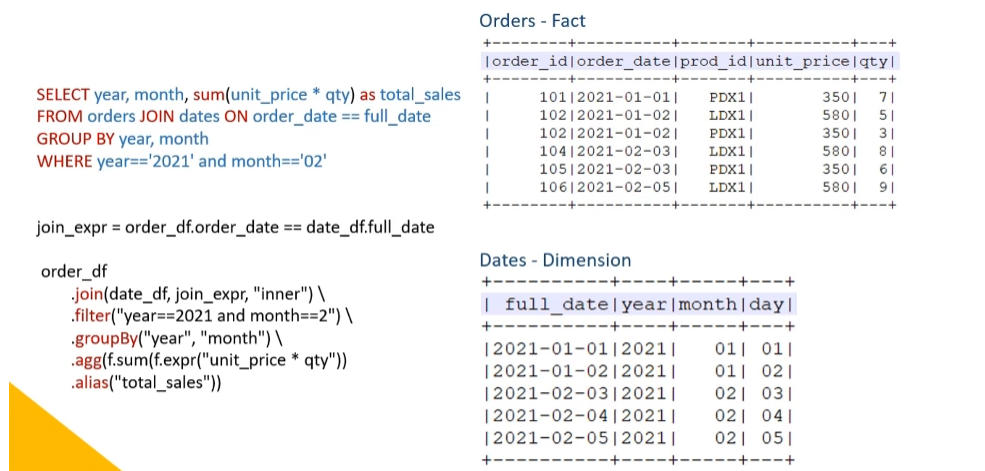 SELECT year, month, sum(unit_price * qty) as total_sales
FROM orders JOIN dates ON order_date == full_date
GROUP BY year, month
WHERE year=='2021' and month=='02'
join_expr = order_df.order_date == date_df.full_date
order_df
.join(date_df, join_expr, "inner") \
.filter("year==2021 and month==2") \
.groupBy("year", "month") \
.agg(f.sum(f.expr("unit_price * qty"))
.alias("total_sales"))
Orders - Fact
+--------+----------+-------+----------+---+
|order_id|order_date|prod_id|unit_price|qty|
+--------+----------+-------+----------+---+
|     101|2021-01-01|   PDX1|       350|  7|
|     102|2021-01-02|   LDX1|       580|  5|
|     102|2021-01-02|   PDX1|       350|  3|
|     104|2021-02-03|   LDX1|       580|  8|
|     105|2021-02-03|   PDX1|       350|  6|
|     106|2021-02-05|   LDX1|       580|  9|
+--------+----------+-------+----------+---+
Dates - Dimension
+----------+----+-----+---+
| full_date|year|month|day|
+----------+----+-----+---+
|2021-01-01|2021|   01| 01|
|2021-01-02|2021|   01| 02|
|2021-02-03|2021|   02| 03|
|2021-02-04|2021|   02| 04|
|2021-02-05|2021|   02| 05|
+----------+----+-----+---+